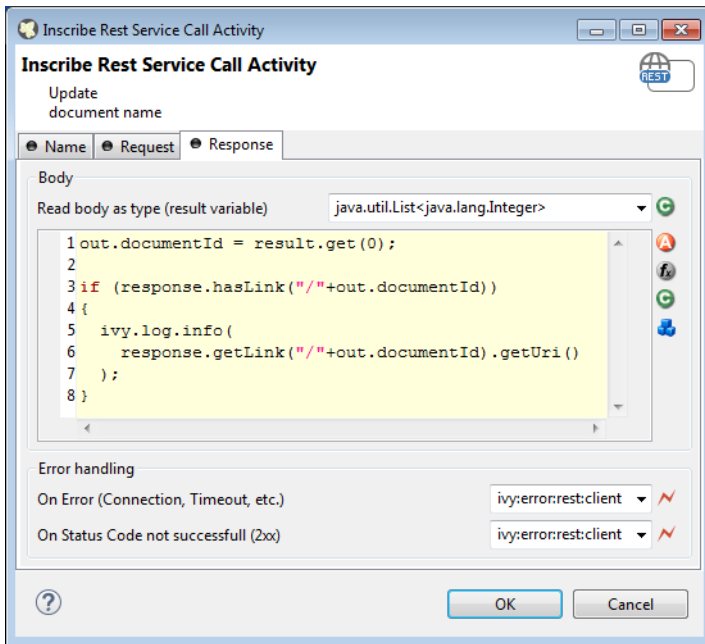 Inscribe Rest Service Call Activity
Inscribe Rest Service Call Activity
REST
Update
document name
Name Request Response
Body
Read body as type (result variable) java.util.List<java.lang.Integer>
1 out.documentId = result.get(0);
2
3 if (response.hasLink("/"+out.documentId))
4 {
5 ivy.log.info(
6 response.getLink("/"+out.documentId).getUri()
7 );
8 }
A
fx
C
C
Error handling
On Error (Connection, Timeout, etc.) ivy:error:rest:client
On Status Code not successfull (2xx) ivy:error:rest:client
? OK Cancel